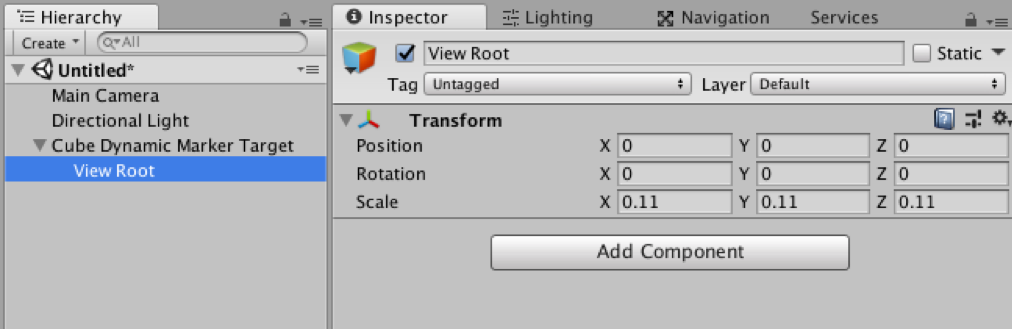 Hierarchy
Create
All
Untitled*
Main Camera
Directional Light
Cube Dynamic Marker Target
View Root
Inspector Lighting Navigation Services
View Root Static
Tag Untagged Layer Default
Transform
Position X 0 Y 0 Z 0
Rotation X 0 Y 0 Z 0
Scale X 0.11 Y 0.11 Z 0.11
Add Component